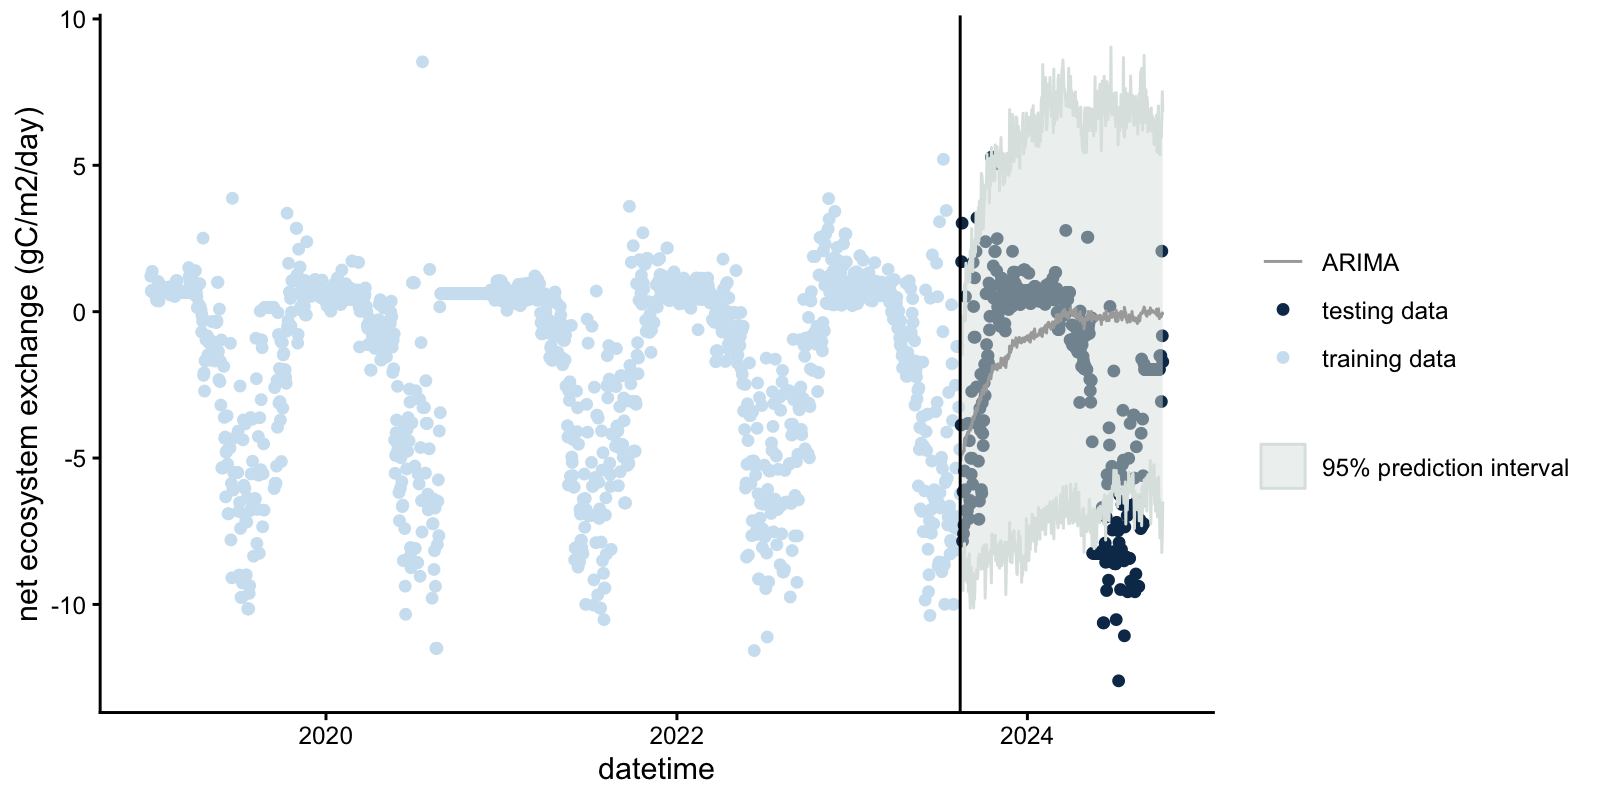 net ecosystem exchange (gC/m2/day)
10
5
0
-5
-10
2020
2022
2024
datetime
ARIMA
testing data
training data
95% prediction interval